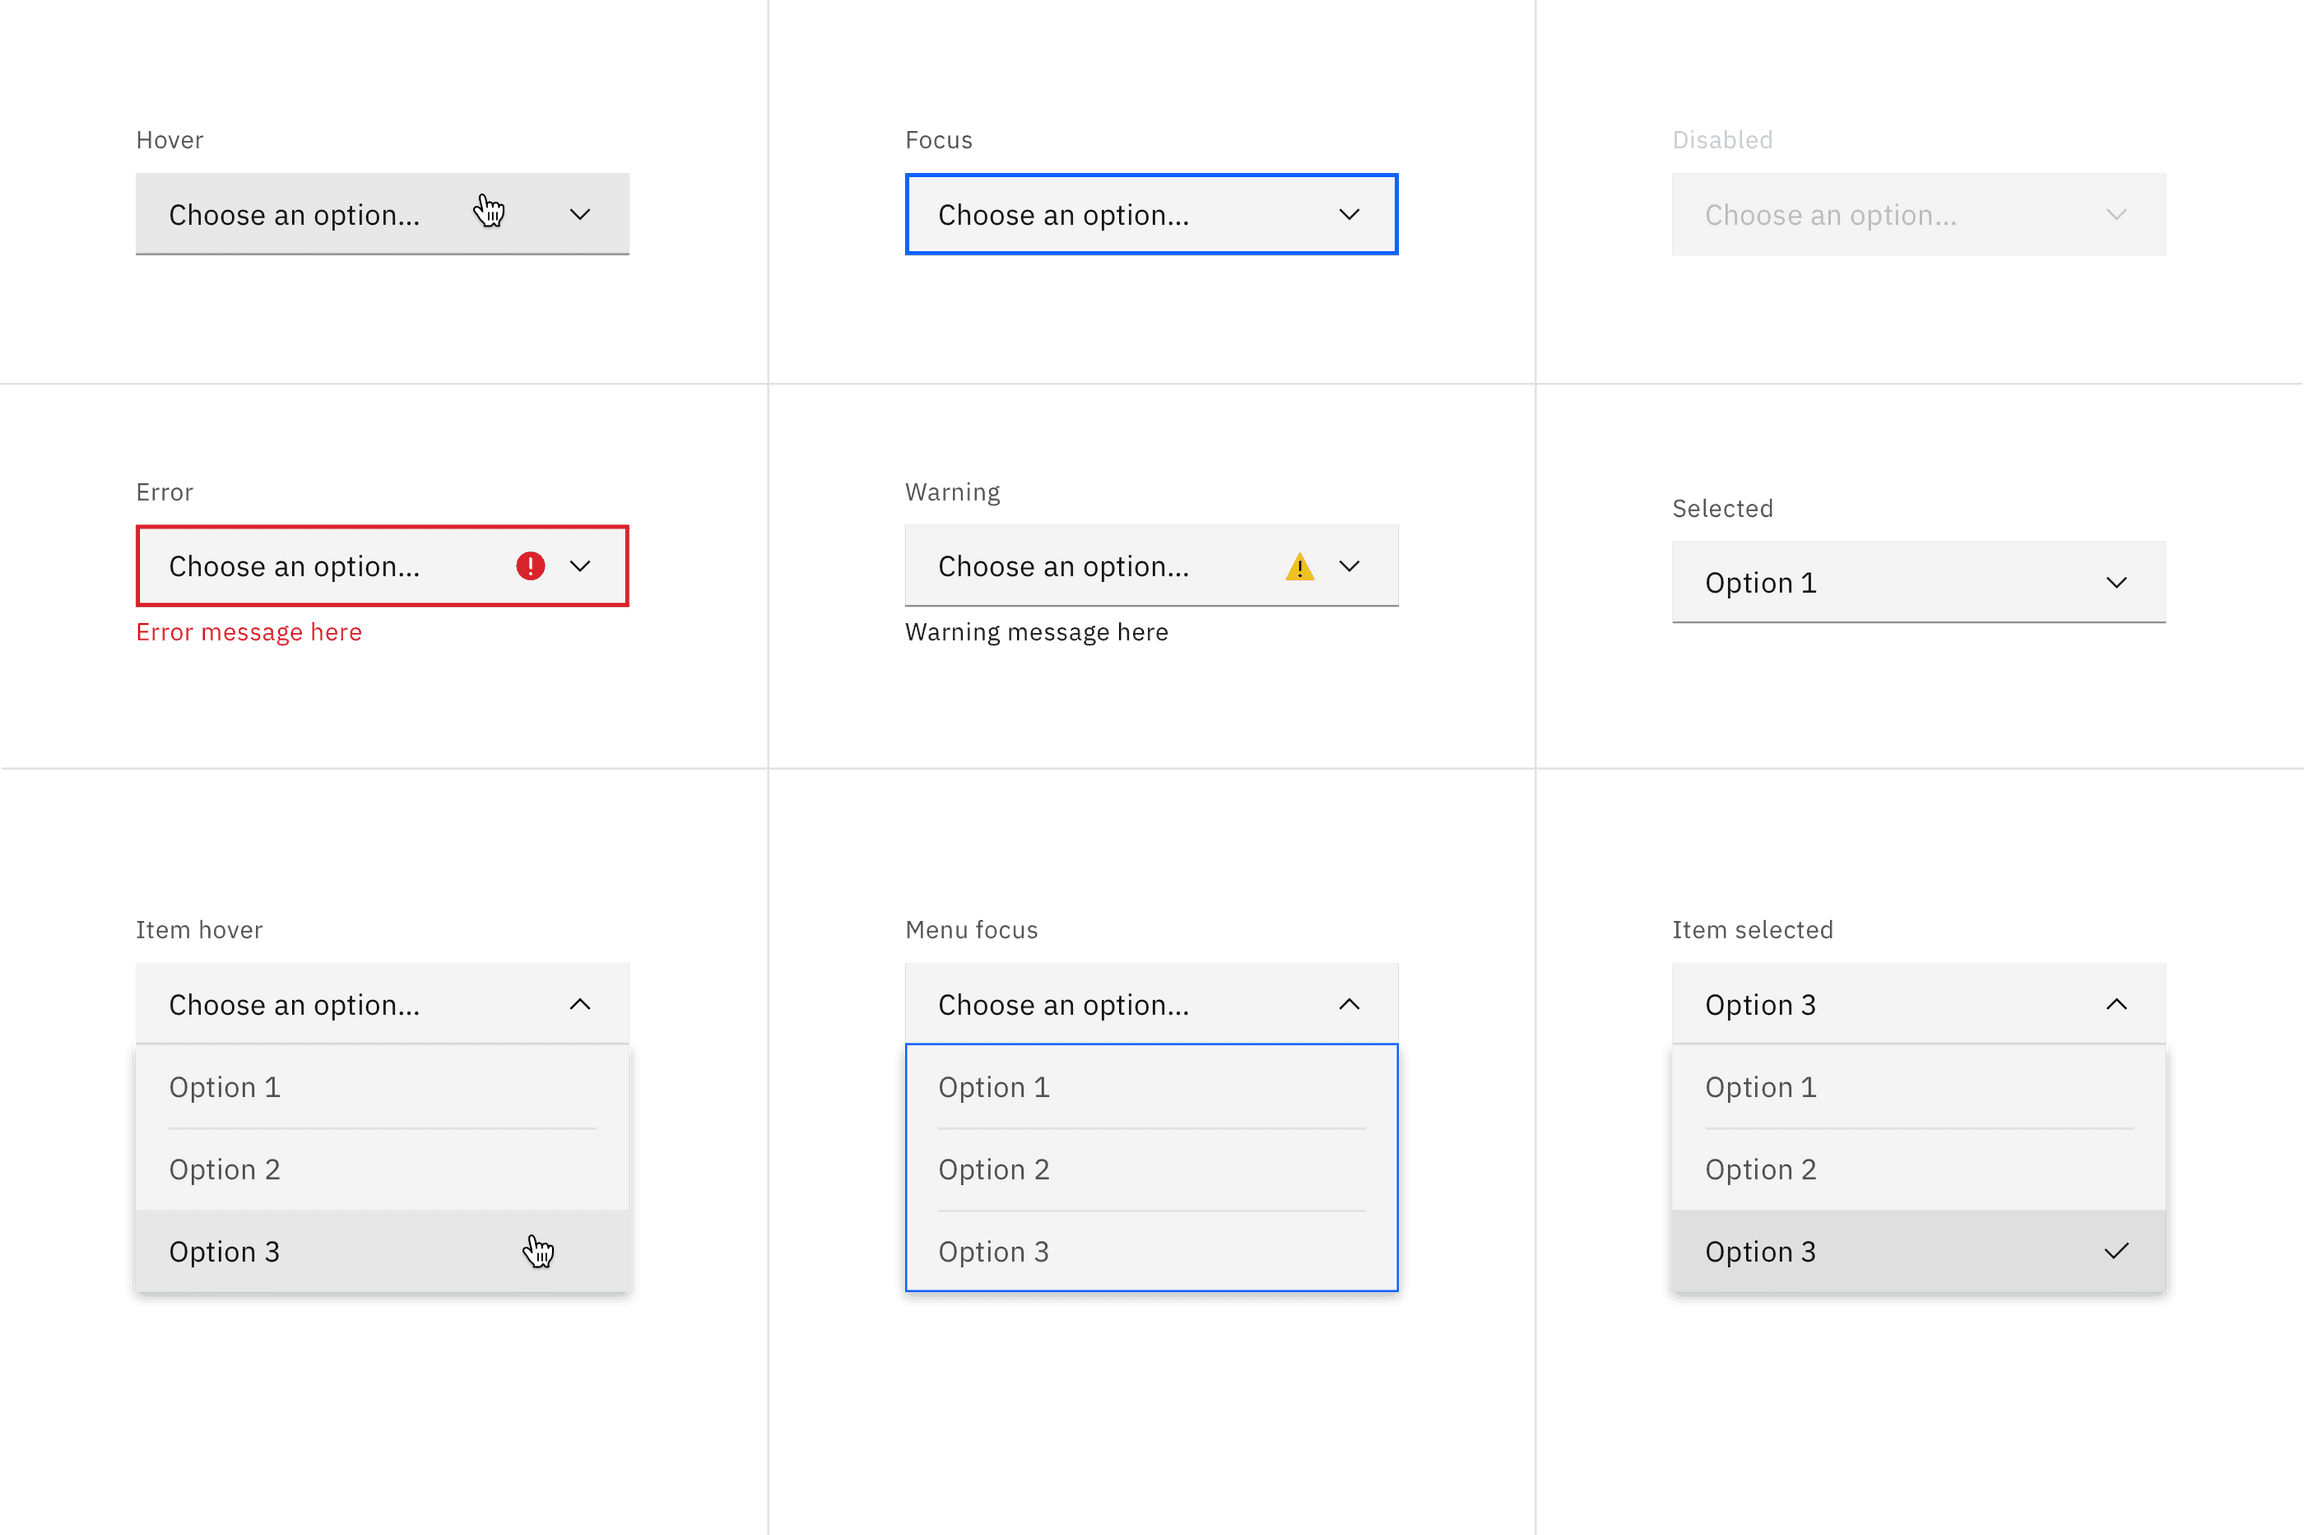 Hover
Choose an option...
Focus
Choose an option...
Disabled
Choose an option...
Error
Choose an option...
Error message here
Warning
Choose an option...
Warning message here
Selected
Option 1
Item hover
Choose an option...
Option 1
Option 2
Option 3
Menu focus
Choose an option...
Option 1
Option 2
Option 3
Item selected
Option 3
Option 1
Option 2
Option 3